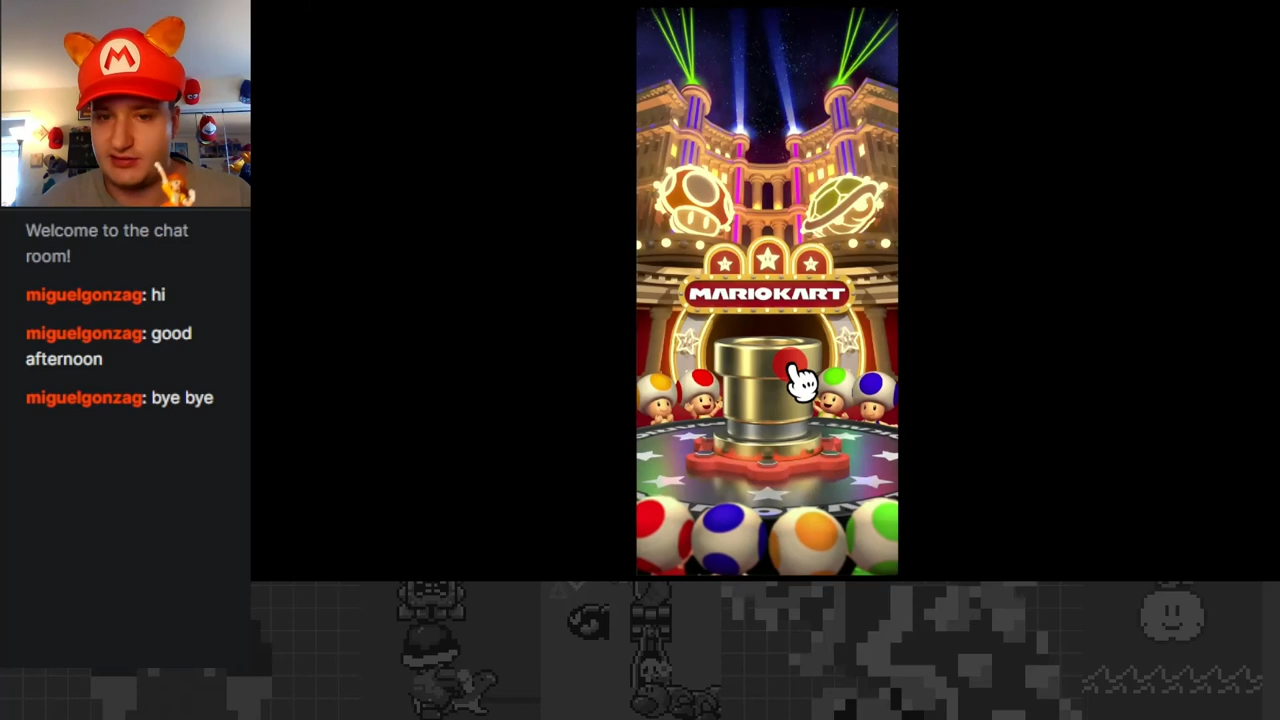 M
Welcome to the chat
room!
miguelgonzag: hi
miguelgonzag: good
afternoon
miguelgonzag: bye bye
MARIOKART